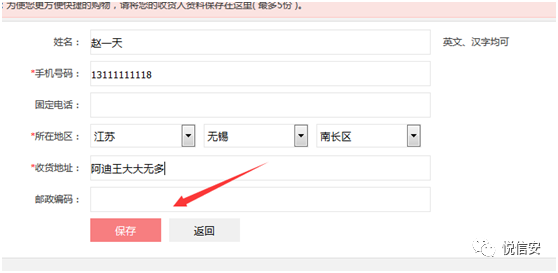 ：为使您更方便快捷的购物，请将您的收货人资料保存在这里( 最多5份 )。
姓名： 赵一天 英文、汉字均可
*手机号码： 13111111118
固定电话：
*所在地区： 江苏 无锡 南长区
*收货地址： 阿迪王大大无多
邮政编码：
保存 返回
悦信安